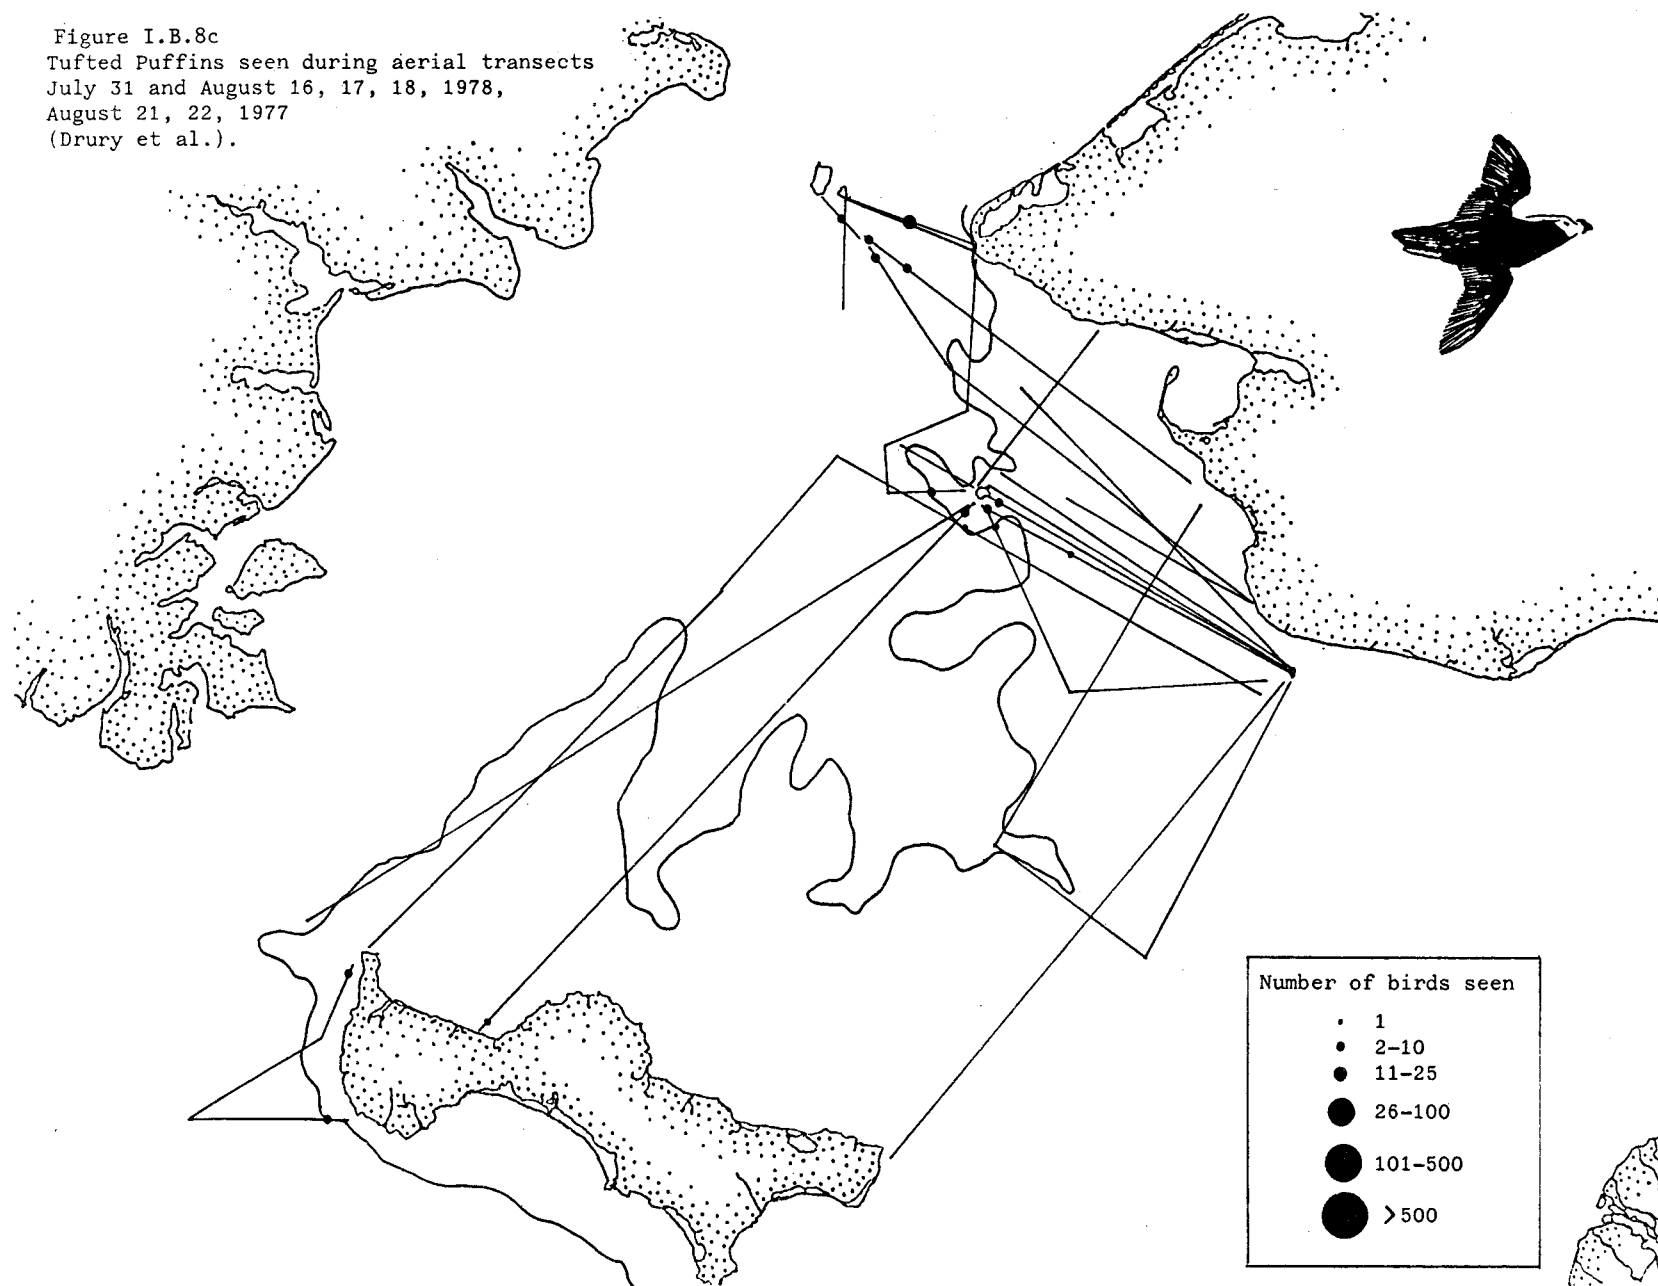 Figure I.B.8c
Tufted Puffins seen during aerial transects
July 31 and August 16, 17, 18, 1978,
August 21, 22, 1977
(Drury et al.).
Number of birds seen
1
2-10
11-25
26-100
101-500
>500